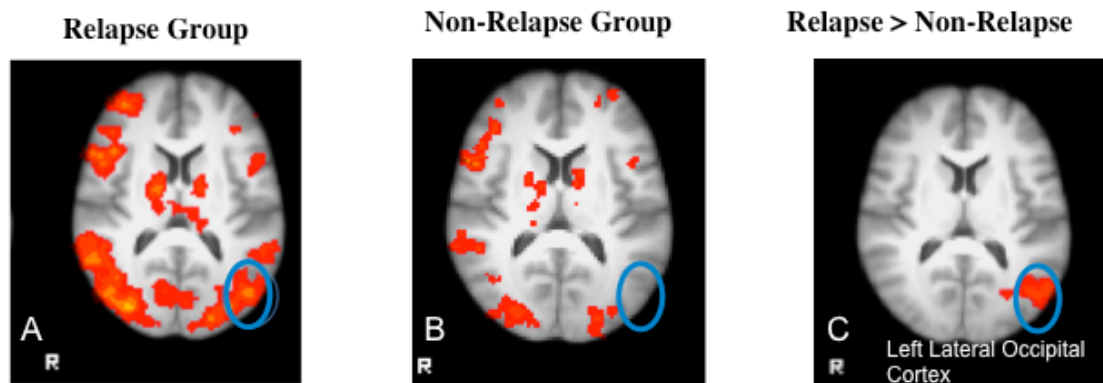 Relapse Group
Non-Relapse Group
Relapse > Non-Relapse
A
R
B
R
C
R
Left Lateral Occipital
Cortex